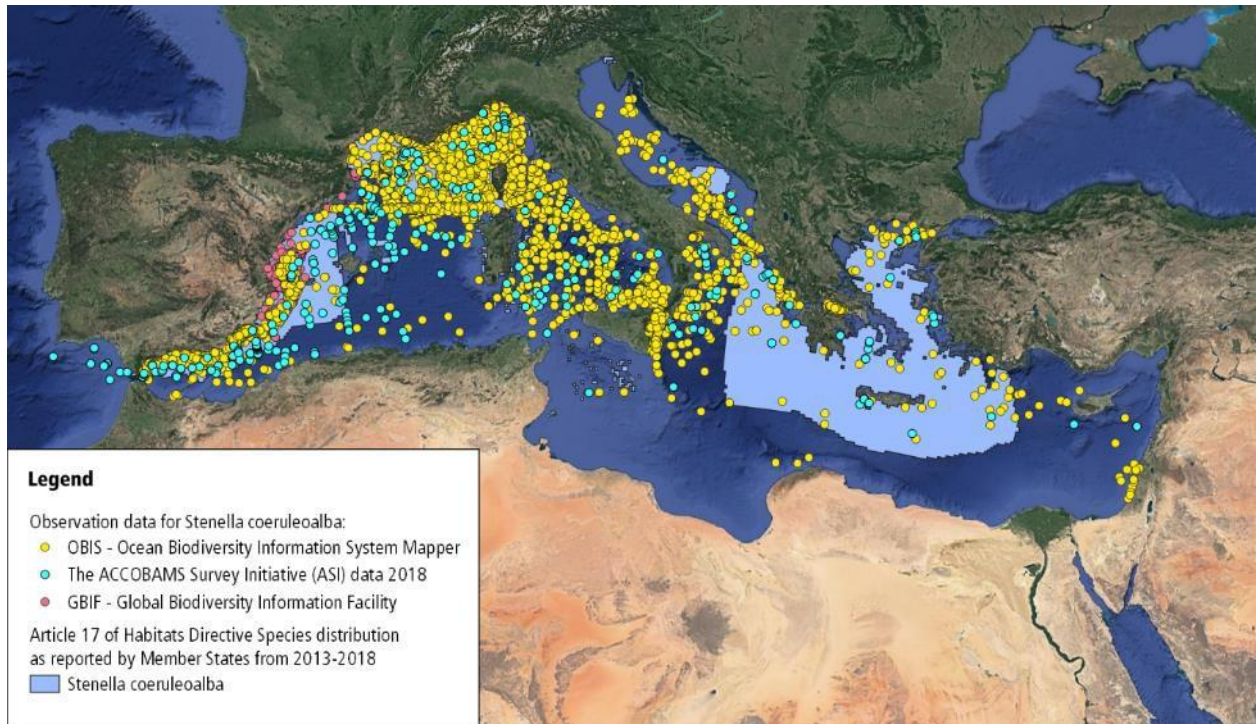 Legend
Observation data for Stenella coeruleoalba:
OBIS - Ocean Biodiversity Information System Mapper
The ACCOBAMS Survey Initiative (ASI) data 2018
GBIF - Global Biodiversity Information Facility
Article 17 of Habitats Directive Species distribution
as reported by Member States from 2013-2018
Stenella coeruleoalba